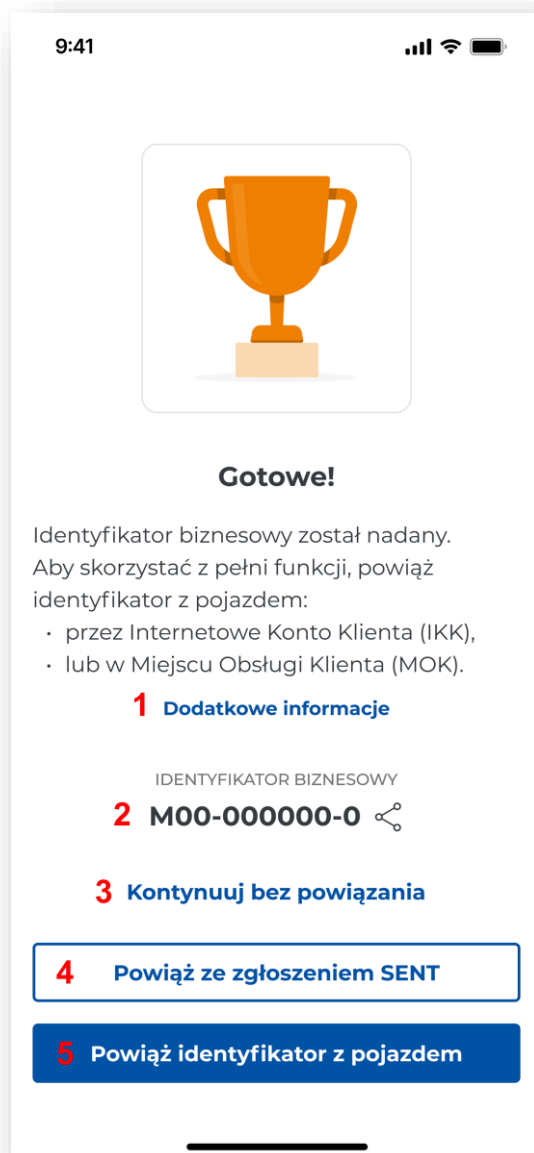 9:41
Gotowe!
Identyfikator biznesowy został nadany.
Aby skorzystać z pełni funkcji, powiąż
identyfikator z pojazdem:
• przez Internetowe Konto Klienta (IKK),
• lub w Miejscu Obsługi Klienta (MOK).
1 Dodatkowe informacje
IDENTYFIKATOR BIZNESOWY
2 M00-000000-0
3 Kontynuuj bez powiązania
4 Powiąż ze zgłoszeniem SENT
5 Powiąż identyfikator z pojazdem